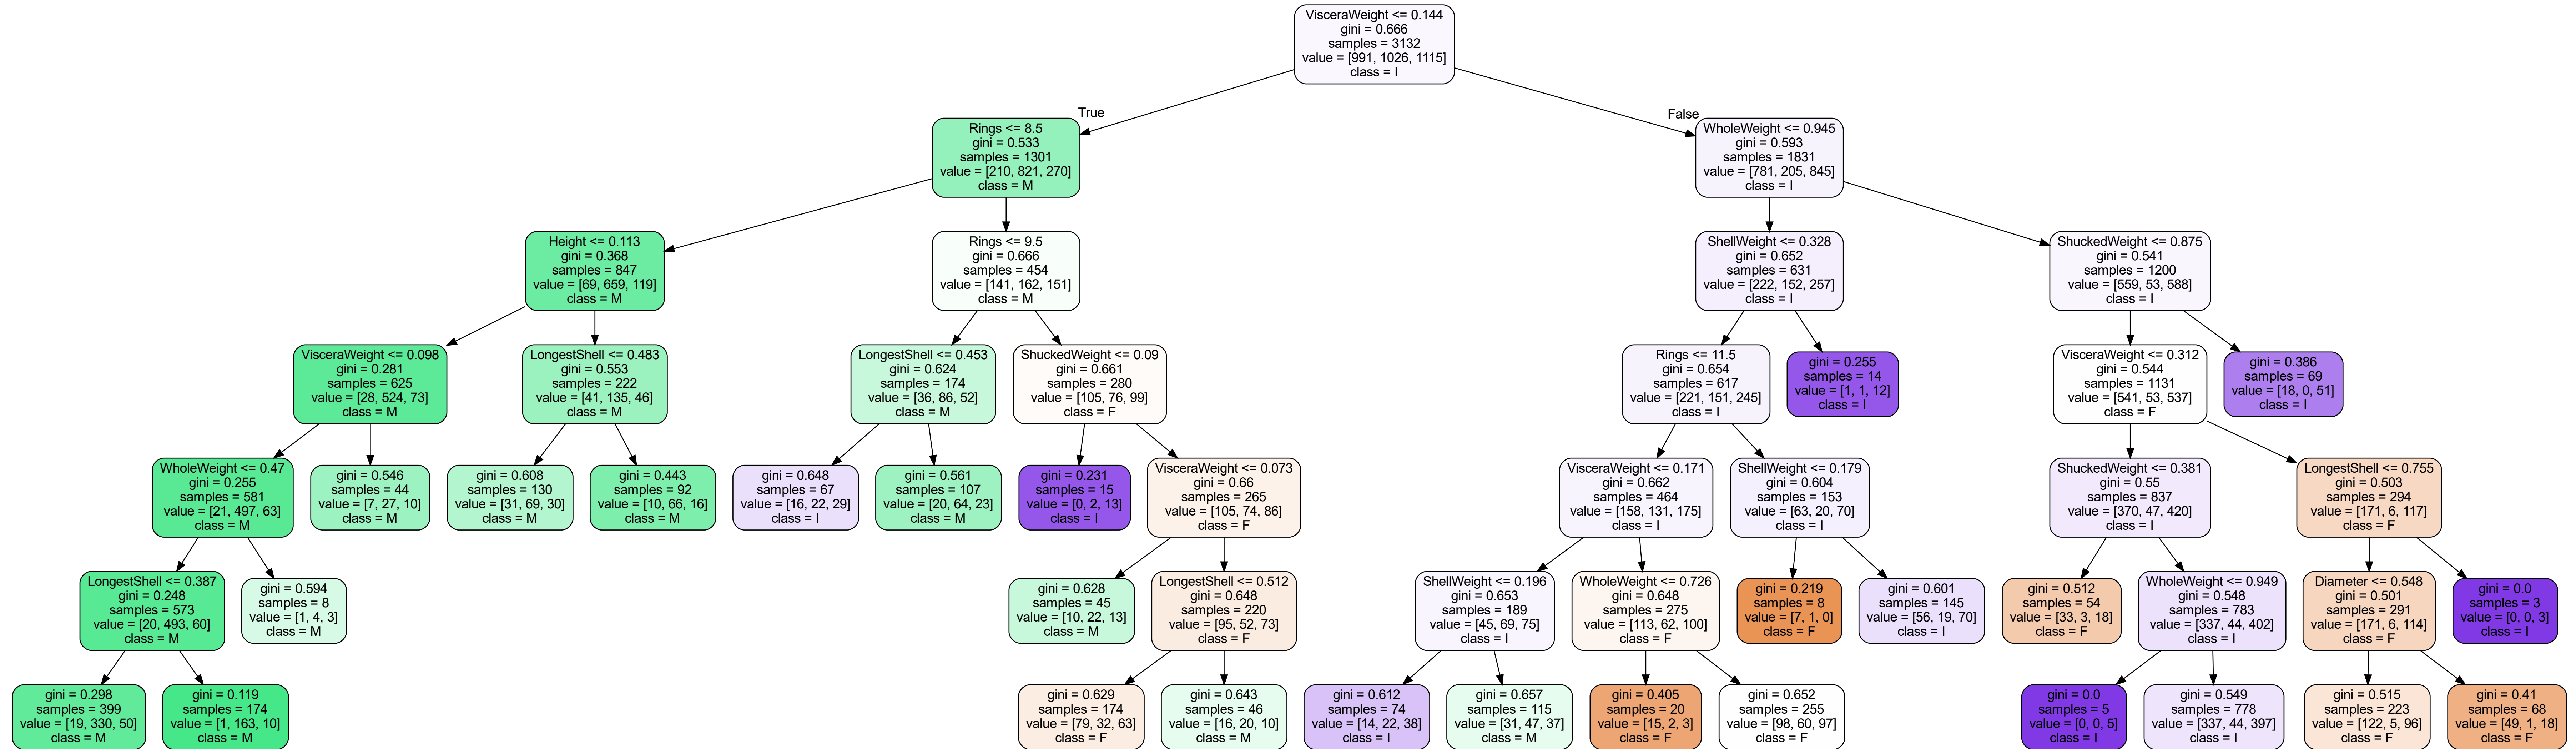 VisceraWeight <= 0.144
gini = 0.666
samples = 3132
value = [991, 1026, 1115]
class = I
True
False
Rings <= 8.5
gini = 0.533
samples = 1301
value = [210, 821, 270]
class = M
WholeWeight <= 0.945
gini = 0.593
samples = 1831
value = [781, 205, 845]
class = I
Height <= 0.113
gini = 0.368
samples = 847
value = [69, 659, 119]
class = M
Rings <= 9.5
gini = 0.666
samples = 454
value = [141, 162, 151]
class = M
ShellWeight <= 0.328
gini = 0.652
samples = 631
value = [222, 152, 257]
class = I
ShuckedWeight <= 0.875
gini = 0.541
samples = 1200
value = [559, 53, 588]
class = I
VisceraWeight <= 0.098
gini = 0.281
samples = 625
value = [28, 524, 73]
class = M
LongestShell <= 0.483
gini = 0.553
samples = 222
value = [41, 135, 46]
class = M
LongestShell <= 0.453
gini = 0.624
samples = 174
value = [36, 86, 52]
class = M
ShuckedWeight <= 0.09
gini = 0.661
samples = 280
value = [105, 76, 99]
class = F
Rings <= 11.5
gini = 0.654
samples = 617
value = [221, 151, 245]
class = I
gini = 0.255
samples = 14
value = [1, 1, 12]
class = I
VisceraWeight <= 0.312
gini = 0.544
samples = 1131
value = [541, 53, 537]
class = F
gini = 0.386
samples = 69
value = [18, 0, 51]
class = I
WholeWeight <= 0.47
gini = 0.255
samples = 581
value = [21, 497, 63]
class = M
gini = 0.546
samples = 44
value = [7, 27, 10]
class = M
gini = 0.608
samples = 130
value = [31, 69, 30]
class = M
gini = 0.443
samples = 92
value = [10, 66, 16]
class = M
gini = 0.648
samples = 67
value = [16, 22, 29]
class = I
gini = 0.561
samples = 107
value = [20, 64, 23]
class = M
gini = 0.231
samples = 15
value = [0, 2, 13]
class = I
VisceraWeight <= 0.073
gini = 0.66
samples = 265
value = [105, 74, 86]
class = F
VisceraWeight <= 0.171
gini = 0.662
samples = 464
value = [158, 131, 175]
class = I
ShellWeight <= 0.179
gini = 0.604
samples = 153
value = [63, 20, 70]
class = I
ShuckedWeight <= 0.381
gini = 0.55
samples = 837
value = [370, 47, 420]
class = I
LongestShell <= 0.755
gini = 0.503
samples = 294
value = [171, 6, 117]
class = F
LongestShell <= 0.387
gini = 0.248
samples = 573
value = [20, 493, 60]
class = M
gini = 0.594
samples = 8
value = [1, 4, 3]
class = M
gini = 0.628
samples = 45
value = [10, 22, 13]
class = M
LongestShell <= 0.512
gini = 0.648
samples = 220
value = [95, 52, 73]
class = F
ShellWeight <= 0.196
gini = 0.653
samples = 189
value = [45, 69, 75]
class = I
WholeWeight <= 0.726
gini = 0.648
samples = 275
value = [113, 62, 100]
class = F
gini = 0.219
samples = 8
value = [7, 1, 0]
class = F
gini = 0.601
samples = 145
value = [56, 19, 70]
class = I
gini = 0.512
samples = 54
value = [33, 3, 18]
class = F
WholeWeight <= 0.949
gini = 0.548
samples = 783
value = [337, 44, 402]
class = I
Diameter <= 0.548
gini = 0.501
samples = 291
value = [171, 6, 114]
class = F
gini = 0.0
samples = 3
value = [0, 0, 3]
class = I
gini = 0.298
samples = 399
value = [19, 330, 50]
class = M
gini = 0.119
samples = 174
value = [1, 163, 10]
class = M
gini = 0.629
samples = 174
value = [79, 32, 63]
class = F
gini = 0.643
samples = 46
value = [16, 20, 10]
class = M
gini = 0.612
samples = 74
value = [14, 22, 38]
class = I
gini = 0.657
samples = 115
value = [31, 47, 37]
class = M
gini = 0.405
samples = 20
value = [15, 2, 3]
class = F
gini = 0.652
samples = 255
value = [98, 60, 97]
class = F
gini = 0.0
samples = 5
value = [0, 0, 5]
class = I
gini = 0.549
samples = 778
value = [337, 44, 397]
class = I
gini = 0.515
samples = 223
value = [122, 5, 96]
class = F
gini = 0.41
samples = 68
value = [49, 1, 18]
class = F